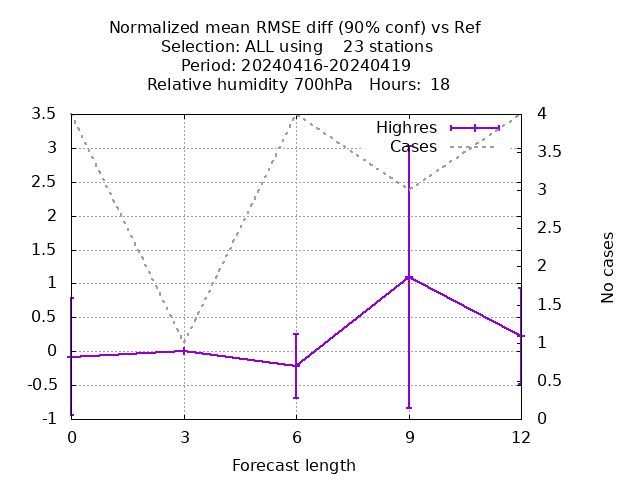 Normalized mean RMSE diff (90% conf) vs Ref
Selection: ALL using    23 stations
Period: 20240416-20240419
Relative humidity 700hPa   Hours: 18
Highres
Cases
3.5
3
2.5
2
1.5
1
0.5
0
-0.5
-1
4
3.5
3
2.5
2
1.5
1
0.5
0
No cases
0 3 6 9 12
Forecast length